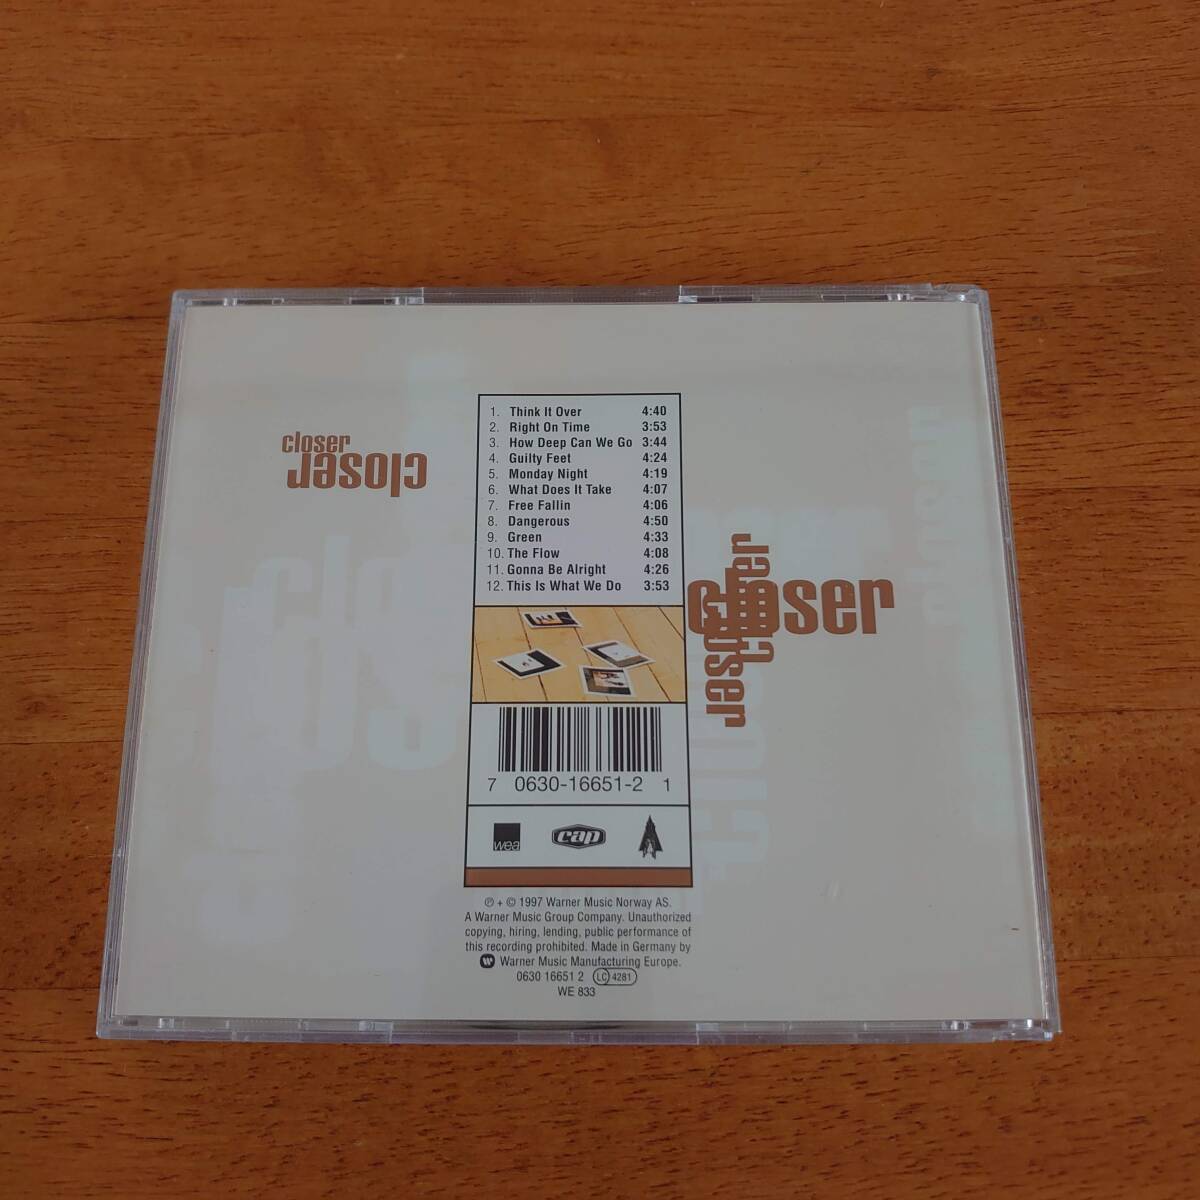 closer
closer
1. Think It Over 4:40
2. Right On Time 3:53
3. How Deep Can We Go 3:44
4. Guilty Feet 4:24
5. Monday Night 4:19
6. What Does It Take 4:07
7. Free Fallin 4:06
8. Dangerous 4:50
9. Green 4:33
10. The Flow 4:08
11. Gonna Be Alright 4:26
12. This Is What We Do 3:53
closer
closer
closer
7 0630-16651-2 1
wea
cap
℗ + © 1997 Warner Music Norway AS.
A Warner Music Group Company. Unauthorized
copying, hiring, lending, public performance of
this recording prohibited. Made in Germany by
Warner Music Manufacturing Europe.
0630 16651 2 LC 4281
WE 833